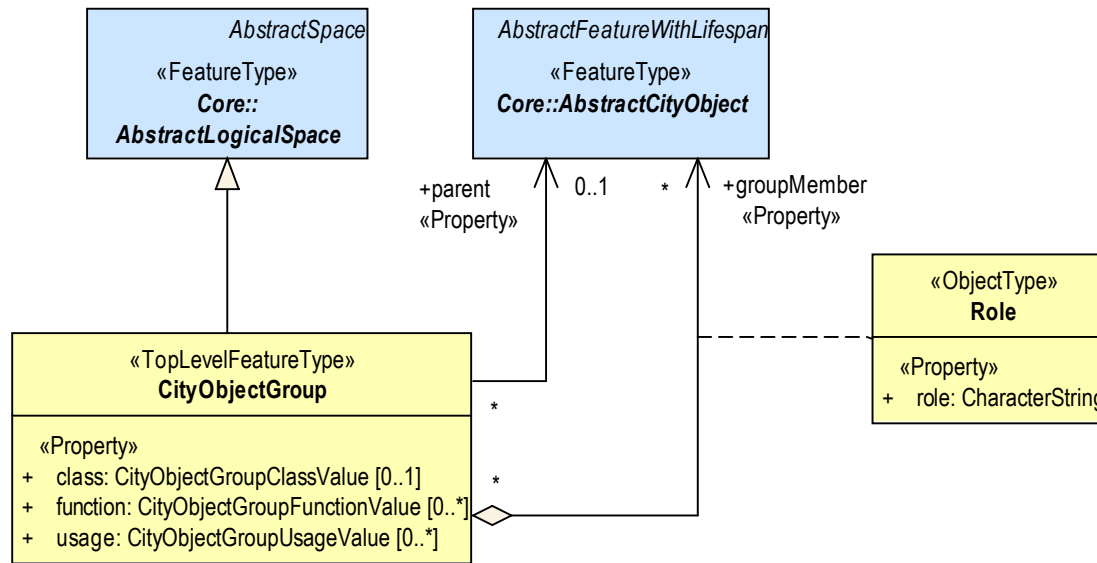 AbstractSpace
«FeatureType»
Core::
AbstractLogicalSpace
AbstractFeatureWithLifespan
«FeatureType»
Core::AbstractCityObject
+parent
«Property»
0..1
*
+groupMember
«Property»
«ObjectType»
Role
«Property»
+ role: CharacterString
«TopLevelFeatureType»
CityObjectGroup
«Property»
+ class: CityObjectGroupClassValue [0..1]
+ function: CityObjectGroupFunctionValue [0..*]
+ usage: CityObjectGroupUsageValue [0..*]
*
*